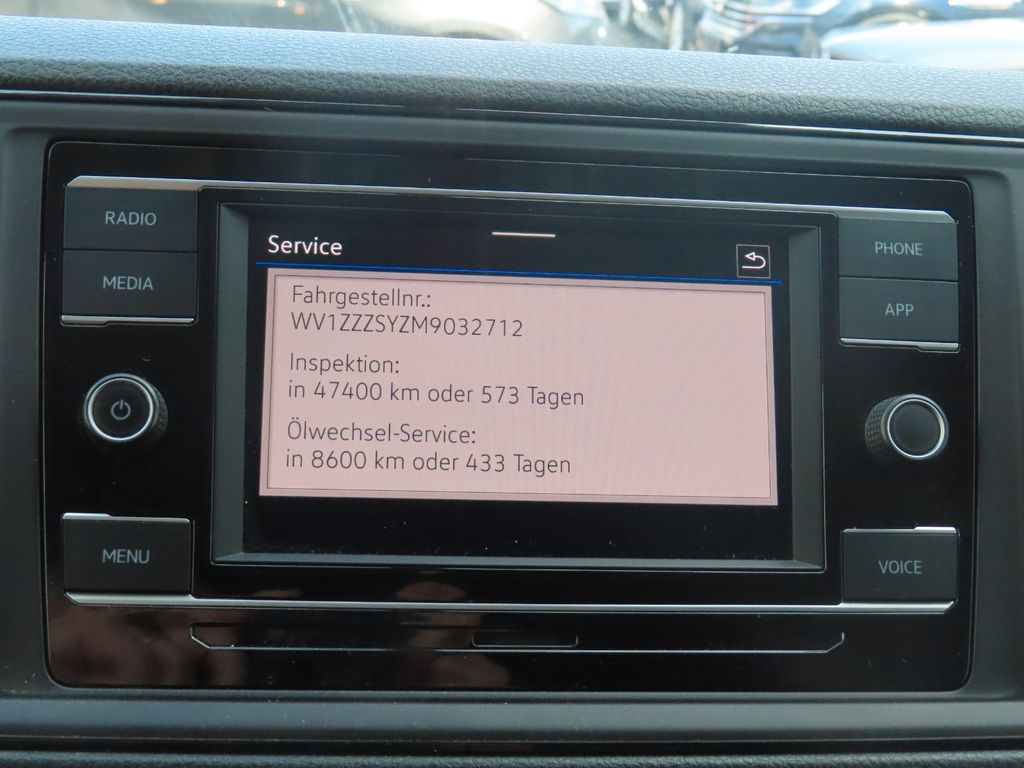 RADIO
MEDIA
MENU
Service
Fahrgestellnr.:
WV1ZZZSYZM9032712
Inspektion:
in 47400 km oder 573 Tagen
Ölwechsel-Service:
in 8600 km oder 433 Tagen
PHONE
APP
VOICE